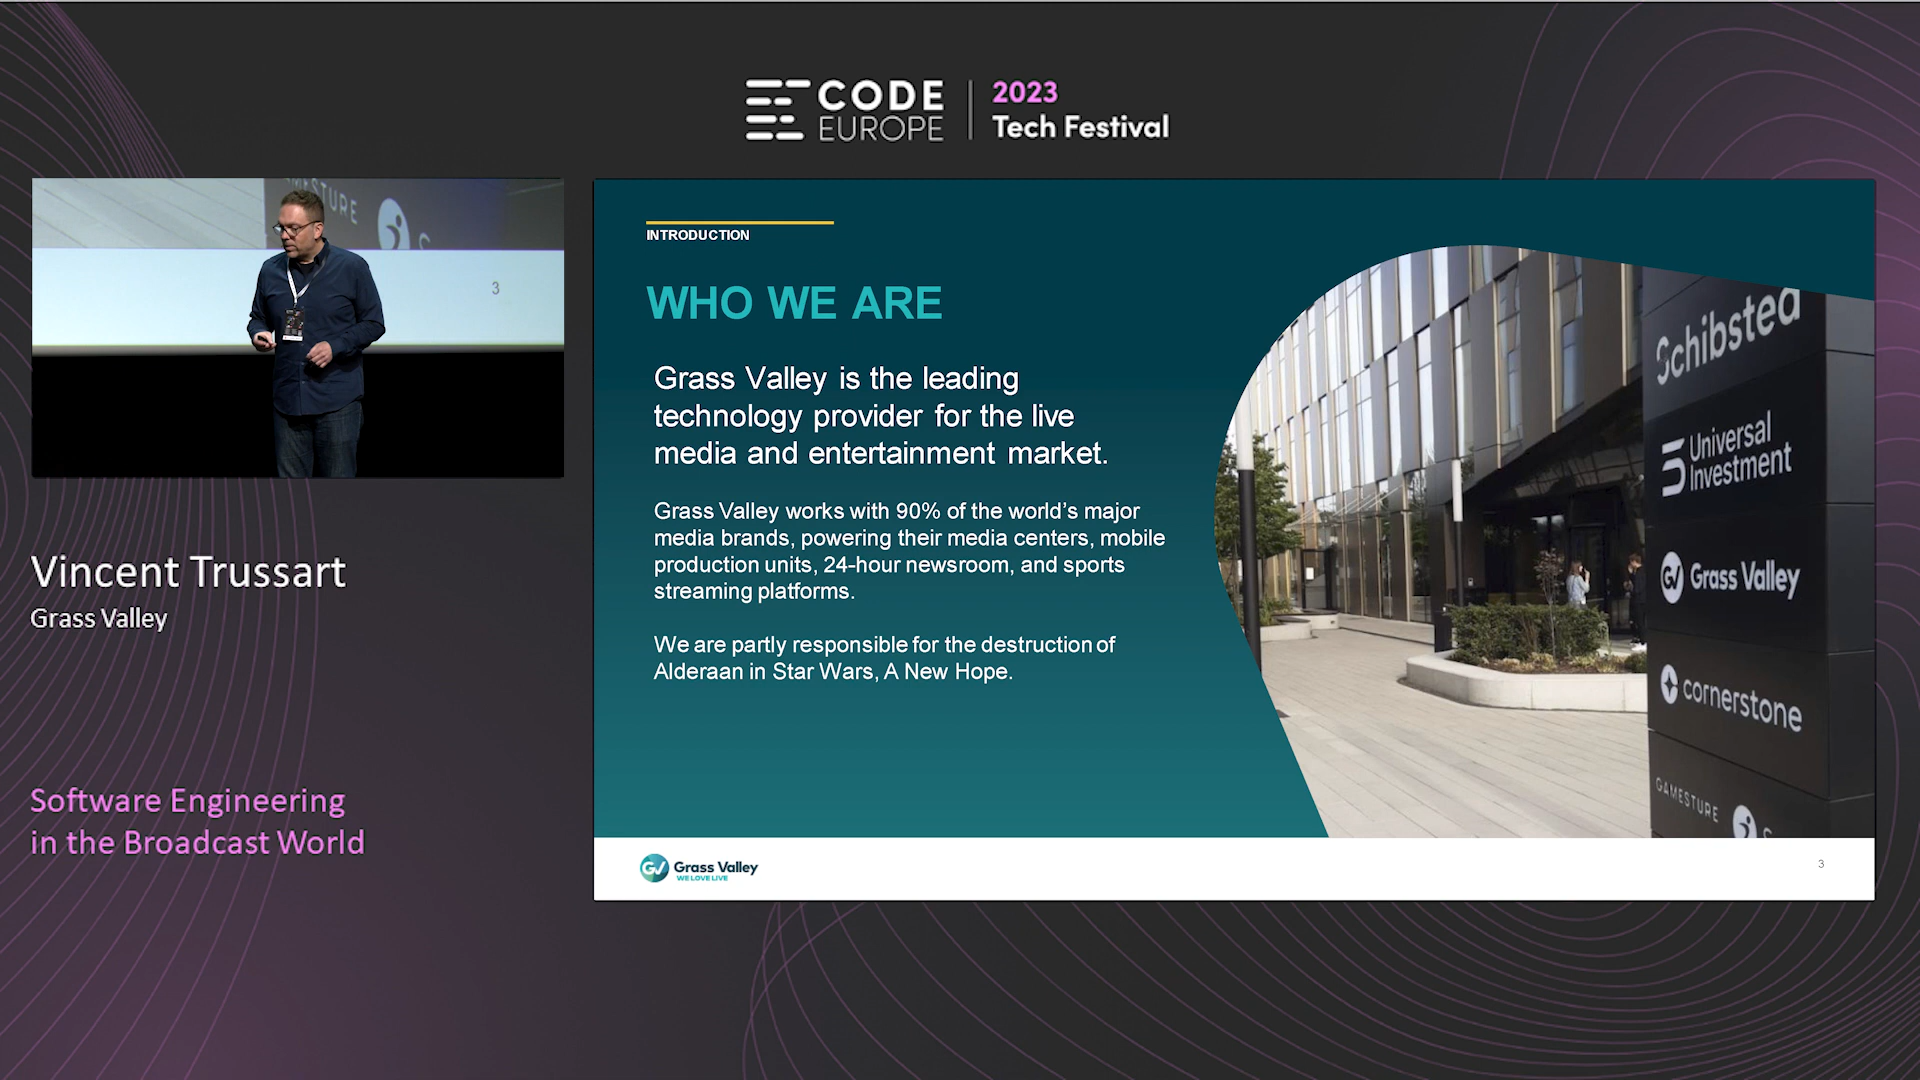 CODE
EUROPE
2023
Tech Festival
GAMESTURE
3
Vincent Trussart
Grass Valley
Software Engineering
in the Broadcast World
INTRODUCTION
WHO WE ARE
Grass Valley is the leading
technology provider for the live
media and entertainment market.
Grass Valley works with 90% of the world’s major
media brands, powering their media centers, mobile
production units, 24-hour newsroom, and sports
streaming platforms.
We are partly responsible for the destruction of
Alderaan in Star Wars, A New Hope.
Schibsted
Universal
Investment
Grass Valley
cornerstone
GAMESTURE
GV Grass Valley
WE LOVE LIVE
3